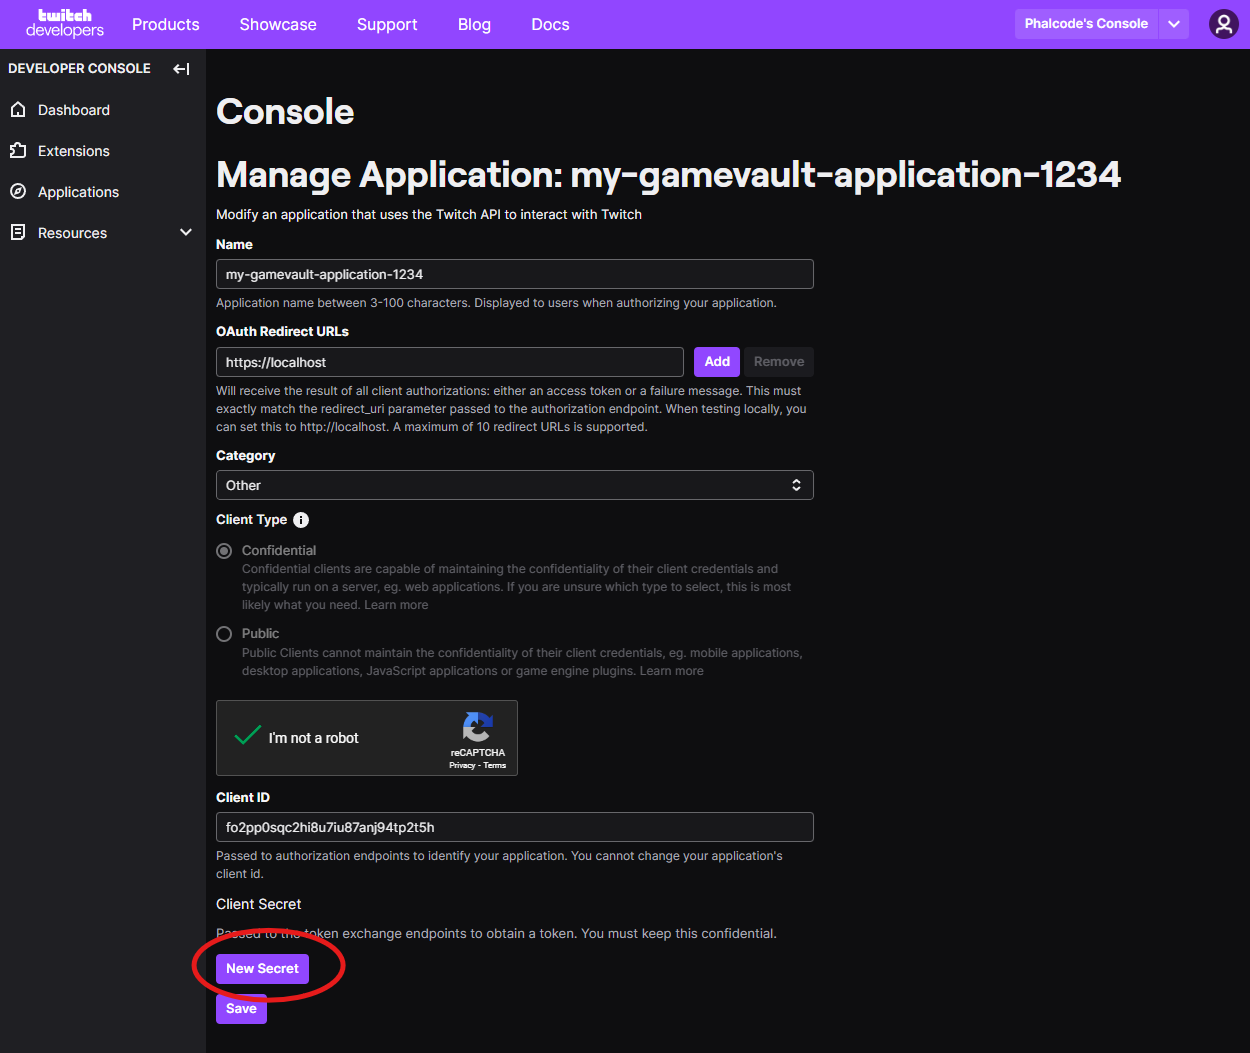 twitch
developers
Products
Showcase
Support
Blog
Docs
Phalcode's Console
DEVELOPER CONSOLE
Dashboard
Extensions
Applications
Resources
Console
Manage Application: my-gamevault-application-1234
Modify an application that uses the Twitch API to interact with Twitch
Name
my-gamevault-application-1234
Application name between 3-100 characters. Displayed to users when authorizing your application.
OAuth Redirect URLs
https://localhost
Add
Remove
Will receive the result of all client authorizations: either an access token or a failure message. This must
exactly match the redirect_uri parameter passed to the authorization endpoint. When testing locally, you
can set this to http://localhost. A maximum of 10 redirect URLs is supported.
Category
Other
Client Type
Confidential
Confidential clients are capable of maintaining the confidentiality of their client credentials and
typically run on a server, eg. web applications. If you are unsure which type to select, this is most
likely what you need. Learn more
Public
Public Clients cannot maintain the confidentiality of their client credentials, eg. mobile applications,
desktop applications, JavaScript applications or game engine plugins. Learn more
I'm not a robot
reCAPTCHA
Privacy - Terms
Client ID
fo2pp0sqc2hi8u7iu87anj94tp2t5h
Passed to authorization endpoints to identify your application. You cannot change your application's
client id.
Client Secret
Passed to the token exchange endpoints to obtain a token. You must keep this confidential.
New Secret
Save